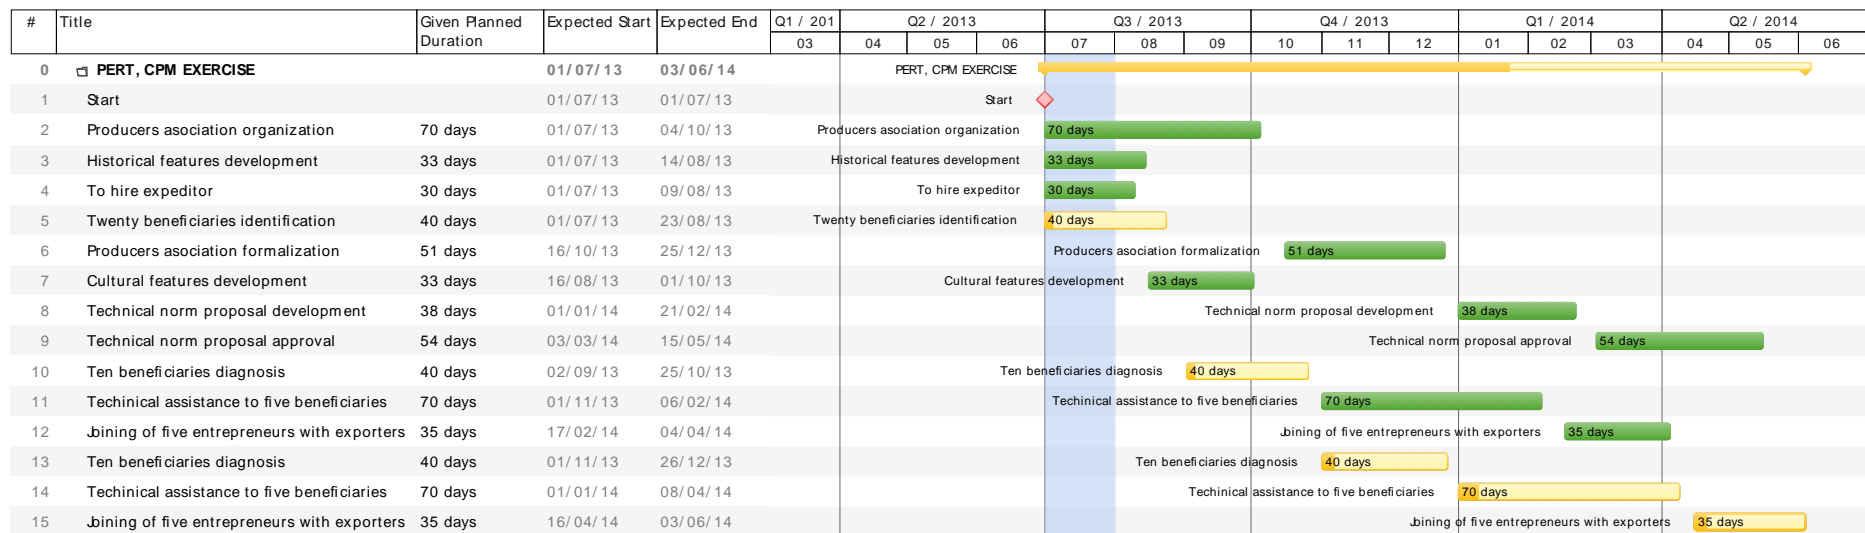 # Title Given Planned Duration Expected Start Expected End Q1 / 201 Q2 / 2013 Q3 / 2013 Q4 / 2013 Q1 / 2014 Q2 / 2014
03 04 05 06 07 08 09 10 11 12 01 02 03 04 05 06
0 PERT, CPM EXERCISE 01/07/13 03/06/14 PERT, CPM EXERCISE
1 Start 01/07/13 01/07/13 Start
2 Producers asociation organization 70 days 01/07/13 04/10/13 Producers asociation organization 70 days
3 Historical features development 33 days 01/07/13 14/08/13 Historical features development 33 days
4 To hire expeditor 30 days 01/07/13 09/08/13 To hire expeditor 30 days
5 Twenty beneficiaries identification 40 days 01/07/13 23/08/13 Twenty beneficiaries identification 40 days
6 Producers asociation formalization 51 days 16/10/13 25/12/13 Producers asociation formalization 51 days
7 Cultural features development 33 days 16/08/13 01/10/13 Cultural features development 33 days
8 Technical norm proposal development 38 days 01/01/14 21/02/14 Technical norm proposal development 38 days
9 Technical norm proposal approval 54 days 03/03/14 15/05/14 Technical norm proposal approval 54 days
10 Ten beneficiaries diagnosis 40 days 02/09/13 25/10/13 Ten beneficiaries diagnosis 40 days
11 Techinical assistance to five beneficiaries 70 days 01/11/13 06/02/14 Techinical assistance to five beneficiaries 70 days
12 Joining of five entrepreneurs with exporters 35 days 17/02/14 04/04/14 Joining of five entrepreneurs with exporters 35 days
13 Ten beneficiaries diagnosis 40 days 01/11/13 26/12/13 Ten beneficiaries diagnosis 40 days
14 Techinical assistance to five beneficiaries 70 days 01/01/14 08/04/14 Techinical assistance to five beneficiaries 70 days
15 Joining of five entrepreneurs with exporters 35 days 16/04/14 03/06/14 Joining of five entrepreneurs with exporters 35 days